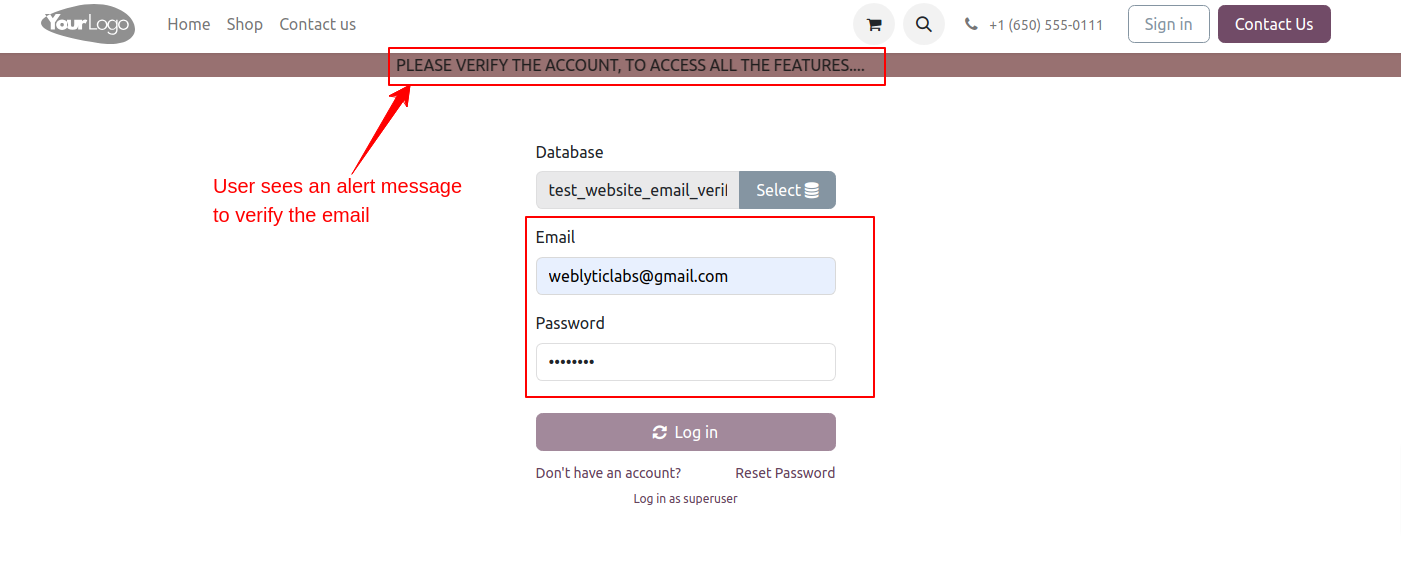 YourLogo
Home Shop Contact us
+1 (650) 555-0111
Sign in
Contact Us
PLEASE VERIFY THE ACCOUNT, TO ACCESS ALL THE FEATURES....
User sees an alert message
to verify the email
Database
test_website_email_veri
Select
Email
weblyticlabs@gmail.com
Password
••••••••
Log in
Don't have an account? Reset Password
Log in as superuser